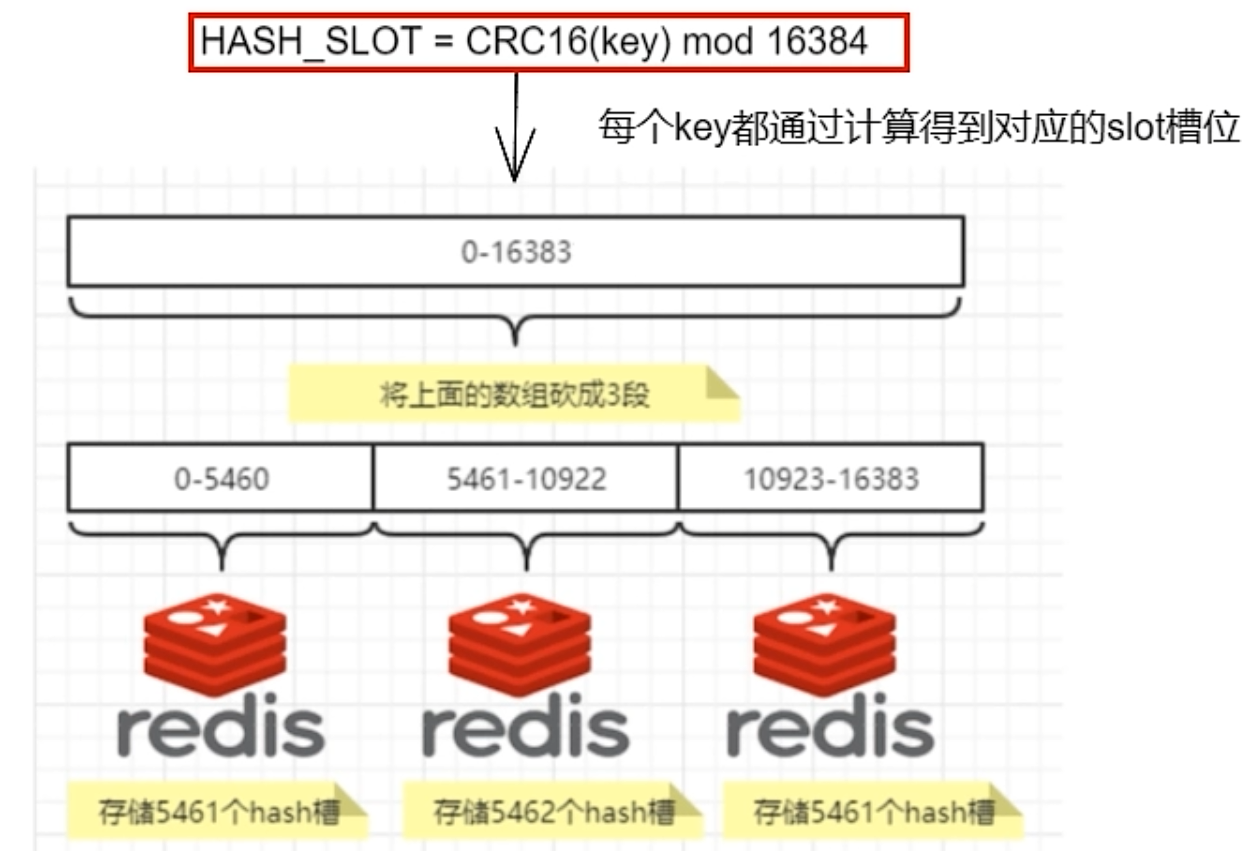 HASH_SLOT = CRC16(key) mod 16384
每个key都通过计算得到对应的slot槽位
0-16383
将上面的数组砍成3段
0-5460
5461-10922
10923-16383
redis
redis
redis
存储5461个hash槽
存储5462个hash槽
存储5461个hash槽